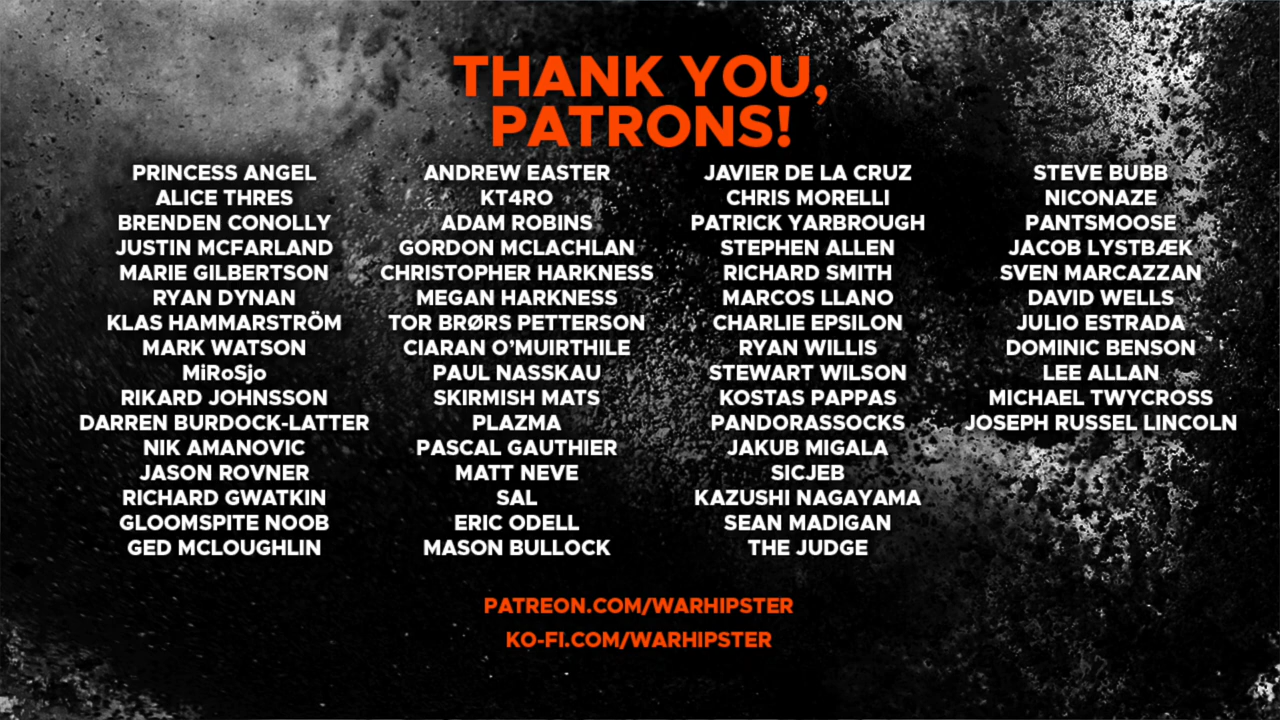 THANK YOU,
PATRONS!
PRINCESS ANGEL
ALICE THRES
BRENDEN CONOLLY
JUSTIN MCFARLAND
MARIE GILBERTSON
RYAN DYNAN
KLAS HAMMARSTRÖM
MARK WATSON
MiRoSjo
RIKARD JOHNSSON
DARREN BURDOCK-LATTER
NIK AMANOVIC
JASON ROVNER
RICHARD GWATKIN
GLOOMSPITE NOOB
GED MCLOUGHLIN
ANDREW EASTER
KT4RO
ADAM ROBINS
GORDON MCLACHLAN
CHRISTOPHER HARKNESS
MEGAN HARKNESS
TOR BRØRS PETTERSON
CIARAN O’MUIRTHILE
PAUL NASSKAU
SKIRMISH MATS
PLAZMA
PASCAL GAUTHIER
MATT NEVE
SAL
ERIC ODELL
MASON BULLOCK
JAVIER DE LA CRUZ
CHRIS MORELLI
PATRICK YARBROUGH
STEPHEN ALLEN
RICHARD SMITH
MARCOS LLANO
CHARLIE EPSILON
RYAN WILLIS
STEWART WILSON
KOSTAS PAPPAS
PANDORASSOCKS
JAKUB MIGALA
SICJEB
KAZUSHI NAGAYAMA
SEAN MADIGAN
THE JUDGE
STEVE BUBB
NICONAZE
PANTSMOOSE
JACOB LYSTBÆK
SVEN MARCAZZAN
DAVID WELLS
JULIO ESTRADA
DOMINIC BENSON
LEE ALLAN
MICHAEL TWYCROSS
JOSEPH RUSSEL LINCOLN
PATREON.COM/WARHIPSTER
KO-FI.COM/WARHIPSTER